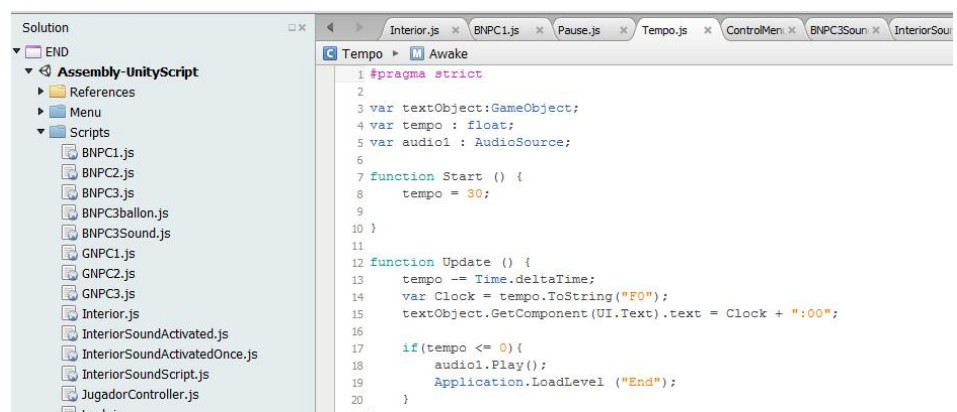 Solution
END
Assembly-UnityScript
References
Menu
Scripts
BNPC1.js
BNPC2.js
BNPC3.js
BNPC3ballon.js
BNPC3Sound.js
GNPC1.js
GNPC2.js
GNPC3.js
Interior.js
InteriorSoundActivated.js
InteriorSoundActivatedOnce.js
InteriorSoundScript.js
JugadorController.js
Interior.js × BNPC1.js × Pause.js × Tempo.js × ControlMen × BNPC3Soun × InteriorSou
C Tempo M Awake
1 #pragma strict
2
3 var textObject:GameObject;
4 var tempo : float;
5 var audio1 : AudioSource;
6
7 function Start () {
8 tempo = 30;
9
10 }
11
12 function Update () {
13 tempo -= Time.deltaTime;
14 var Clock = tempo.ToString("F0");
15 textObject.GetComponent(UI.Text).text = Clock + ":00";
16
17 if(tempo <= 0){
18 audio1.Play();
19 Application.LoadLevel ("End");
20 }